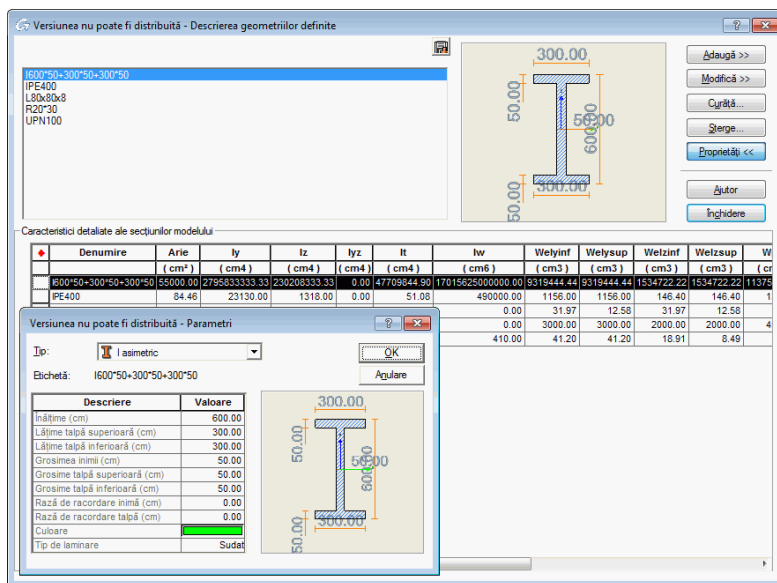 Versiunea nu poate fi distribuită - Descrierea geometriilor definite
I600*50+300*50+300*50
IPE400
L80x80x8
R20*30
UPN100
300.00
50.00
50.00
600.00
300.00
50.00
Adaugă >>
Modifică >>
Curăţă...
Şterge...
Proprietăţi <<
Ajutor
Închidere
Caracteristici detaliate ale secţiunilor modelului
Denumire Arie Iy Iz Iyz It Iw Welyinf Welysup Welzinf Welzsup
( cm² ) ( cm4 ) ( cm4 ) ( cm4 ) ( cm4 ) ( cm6 ) ( cm3 ) ( cm3 ) ( cm3 ) ( cm3 )
I600*50+300*50+300*50 55000.00 2795833333.33 230208333.33 0.00 47709844.90 17015625000000.00 9319444.44 9319444.44 1534722.22 1534722.22
IPE400 84.46 23130.00 1318.00 0.00 51.08 490000.00 1156.00 1156.00 146.40 146.40
0.00 31.97 12.58 31.97 12.58
0.00 3000.00 3000.00 2000.00 2000.00
410.00 41.20 41.20 18.91 8.49
Versiunea nu poate fi distribuită - Parametri
Tip: I asimetric
OK
Etichetă: I600*50+300*50+300*50
Anulare
Descriere Valoare
Înălţime (cm) 600.00
Lăţime talpă superioară (cm) 300.00
Lăţime talpă inferioară (cm) 300.00
Grosimea inimii (cm) 50.00
Grosime talpă superioară (cm) 50.00
Grosime talpă inferioară (cm) 50.00
Rază de racordare inimă (cm) 0.00
Rază de racordare talpă (cm) 0.00
Culoare
Tip de laminare Sudat
300.00
50.00
50.00
600.00
300.00
50.00